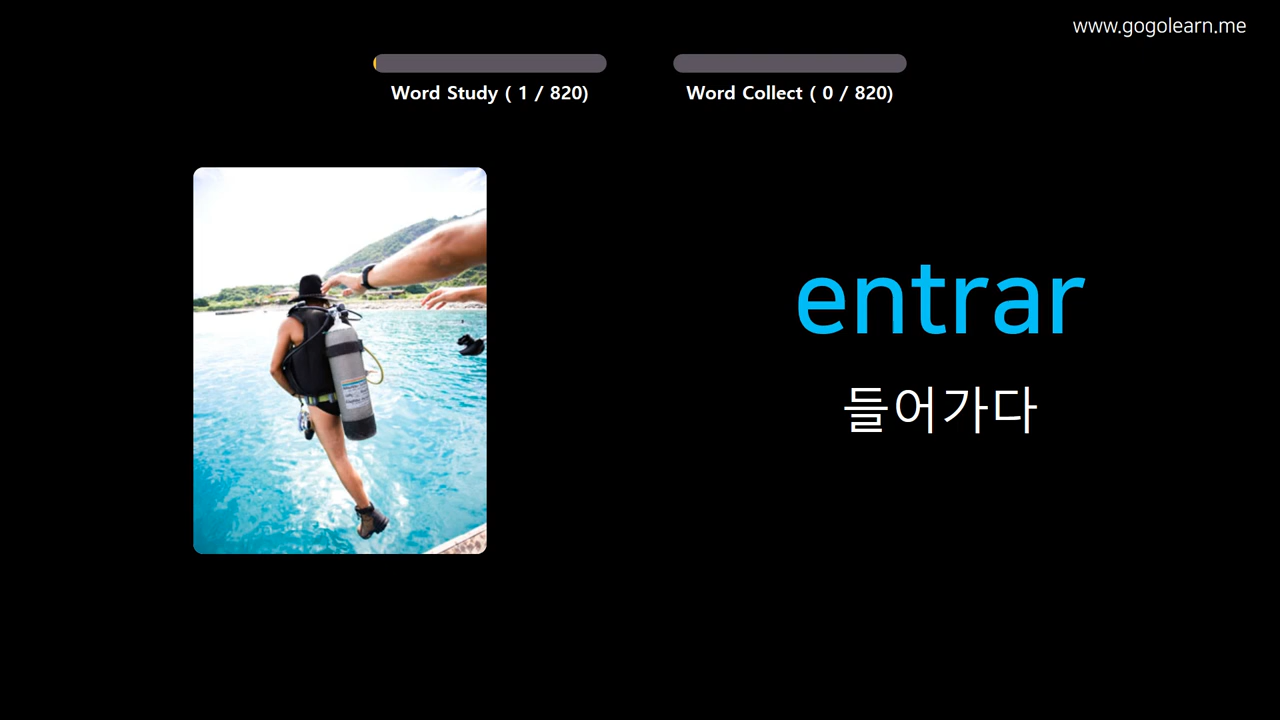 www.gogolearn.me
Word Study ( 1 / 820)
Word Collect ( 0 / 820)
entrar
들어가다